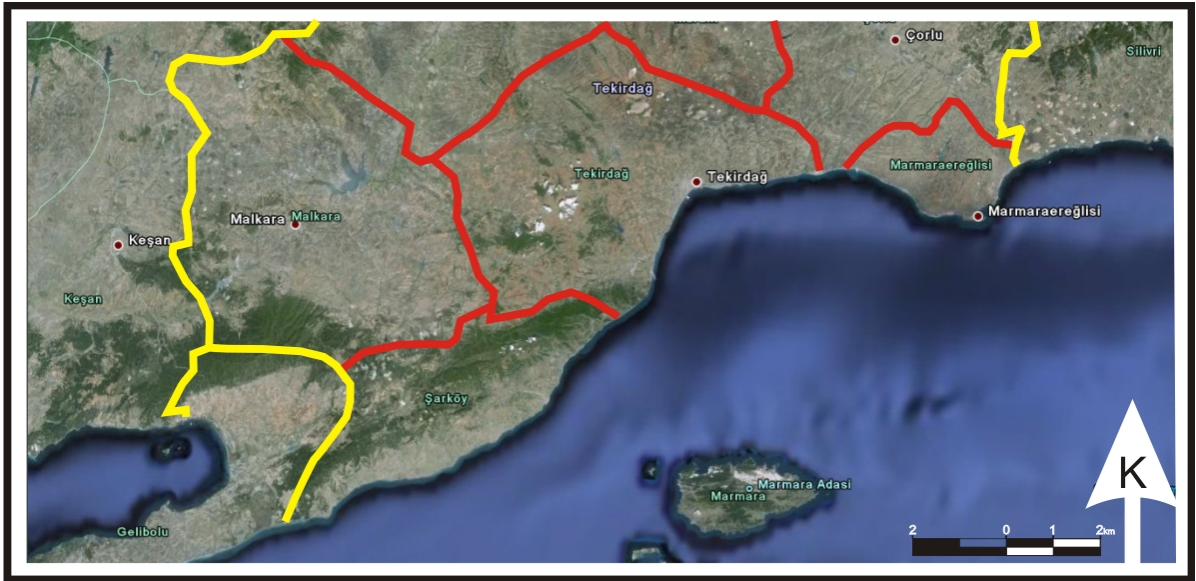 Çorlu
Silivri
Tekirdağ
Tekirdağ
Tekirdağ
Marmaraereğlisi
Marmaraereğlisi
Malkara
Malkara
Keşan
Keşan
Şarköy
Marmara Adasi
Marmara
Gelibolu
K
2 0 1 2km